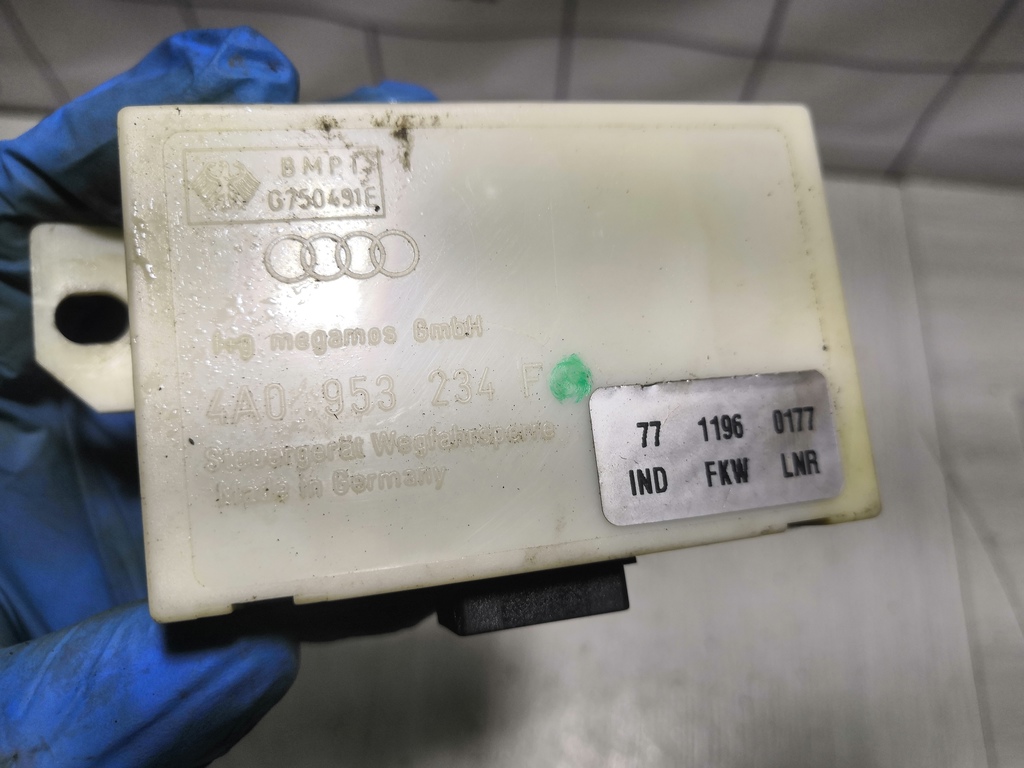 BMPT
G750491E
megamos GmbH
4A0 953 234 F
Steuergerät Wegfahrsperre
Made in Germany
77 1196 0177
IND FKW LNR